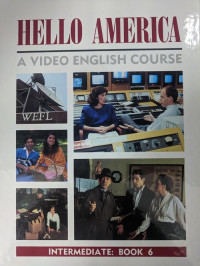 HELLO AMERICA
A VIDEO ENGLISH COURSE
WEFL
INTERMEDIATE: BOOK 6